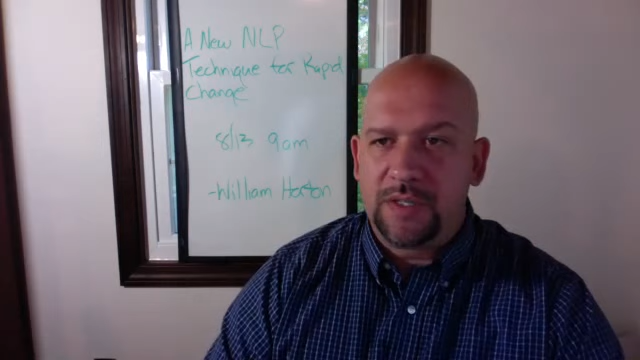 A New NLP
Technique for Rapid
Change
8/13 9am
-William Horton